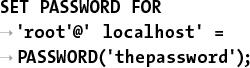 SET PASSWORD FOR
→'root'@' localhost' =
→PASSWORD('thepassword');